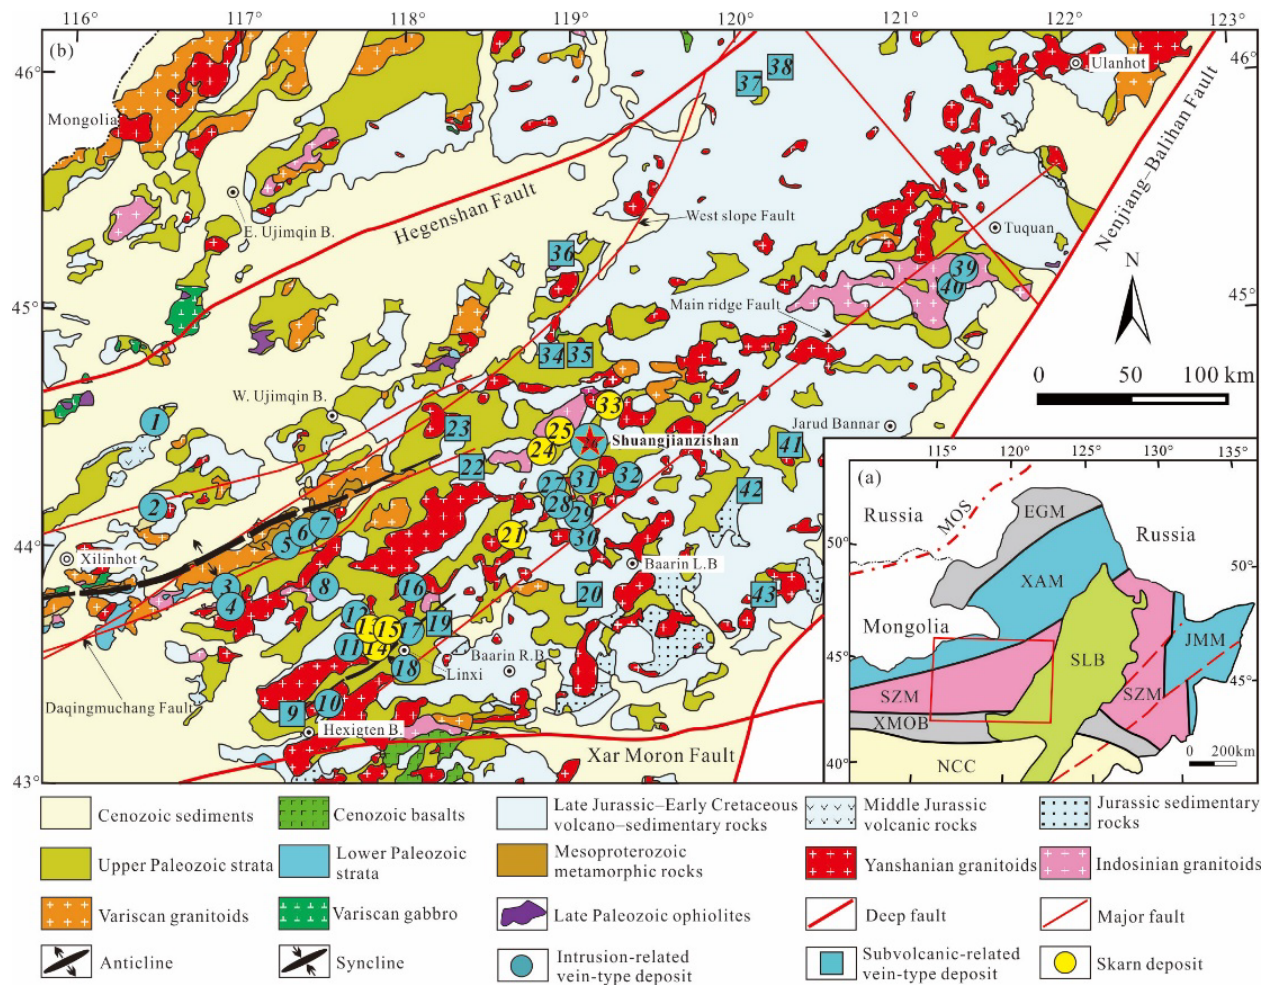 116° 117° 118° 119° 120° 121° 122° 123°
(b)
46°
45°
44°
43°
46°
45°
Mongolia
E. Ujimqin B.
Hegenshan Fault
West slope Fault
Ulanhot
Nenjiang–Balihan Fault
Tuquan
N
Main ridge Fault
0 50 100 km
W. Ujimqin B.
Jarud Bannar
Shuangjianzishan
Xilinhot
Baarin L.B
Baarin R.B
Linxi
Daqingmuchang Fault
Hexigten B.
Xar Moron Fault
37 38
36
39
40
34 35
33
1
23
25
24
26
41
22
27 31 32
42
2
28
29
7
6
5
21
30
3
8
16
20
43
4
12
13 15 17 19
11
14
18
9
10
(a)
115° 120° 125° 130° 135°
50°
45°
40°
50°
45°
40°
Russia
MOS
EGM
Russia
XAM
Mongolia
JMM
SLB
SZM
SZM
XMOB
NCC
0 200km
Cenozoic sediments
Cenozoic basalts
Late Jurassic–Early Cretaceous
volcano–sedimentary rocks
Middle Jurassic
volcanic rocks
Jurassic sedimentary
rocks
Upper Paleozoic strata
Lower Paleozoic
strata
Mesoproterozoic
metamorphic rocks
Yanshanian granitoids
Indosinian granitoids
Variscan granitoids
Variscan gabbro
Late Paleozoic ophiolites
Deep fault
Major fault
Anticline
Syncline
Intrusion-related
vein-type deposit
Subvolcanic-related
vein-type deposit
Skarn deposit